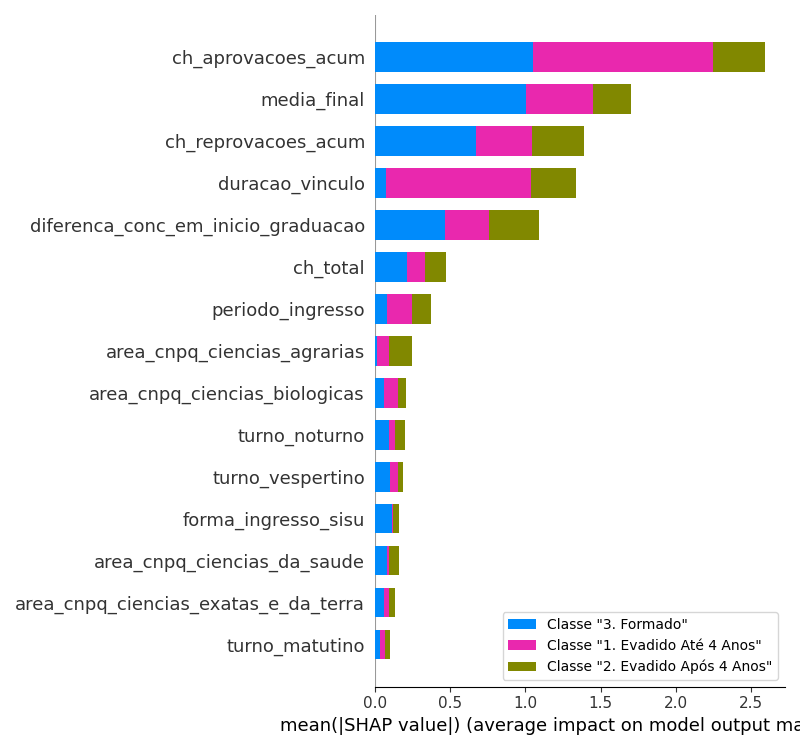 ch_aprovacoes_acum
media_final
ch_reprovacoes_acum
duracao_vinculo
diferenca_conc_em_inicio_graduacao
ch_total
periodo_ingresso
area_cnpq_ciencias_agrarias
area_cnpq_ciencias_biologicas
turno_noturno
turno_vespertino
forma_ingresso_sisu
area_cnpq_ciencias_da_saude
area_cnpq_ciencias_exatas_e_da_terra
turno_matutino
Classe "3. Formado"
Classe "1. Evadido Até 4 Anos"
Classe "2. Evadido Após 4 Anos"
0.0 0.5 1.0 1.5 2.0 2.5
mean(|SHAP value|) (average impact on model output ma